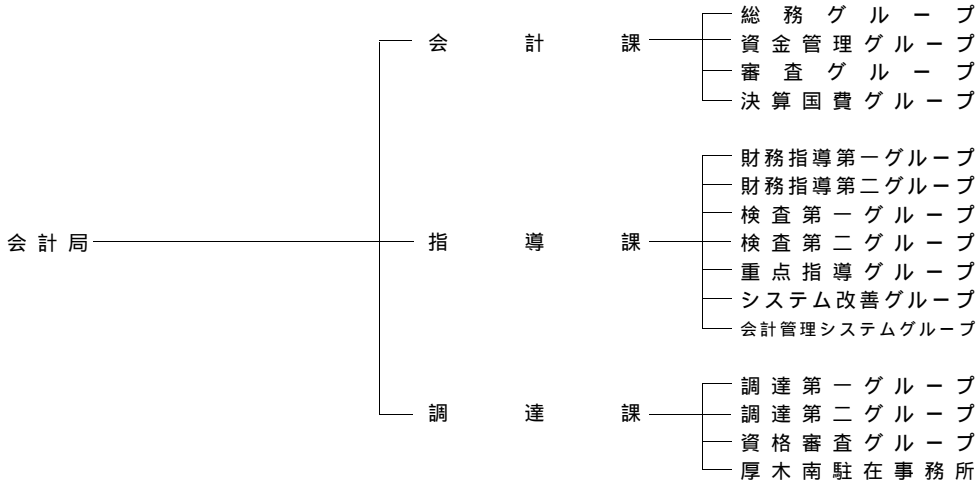 会計局
会計課
総務グループ
資金管理グループ
審査グループ
決算国費グループ
指導課
財務指導第一グループ
財務指導第二グループ
検査第一グループ
検査第二グループ
重点指導グループ
システム改善グループ
会計管理システムグループ
調達課
調達第一グループ
調達第二グループ
資格審査グループ
厚木南駐在事務所